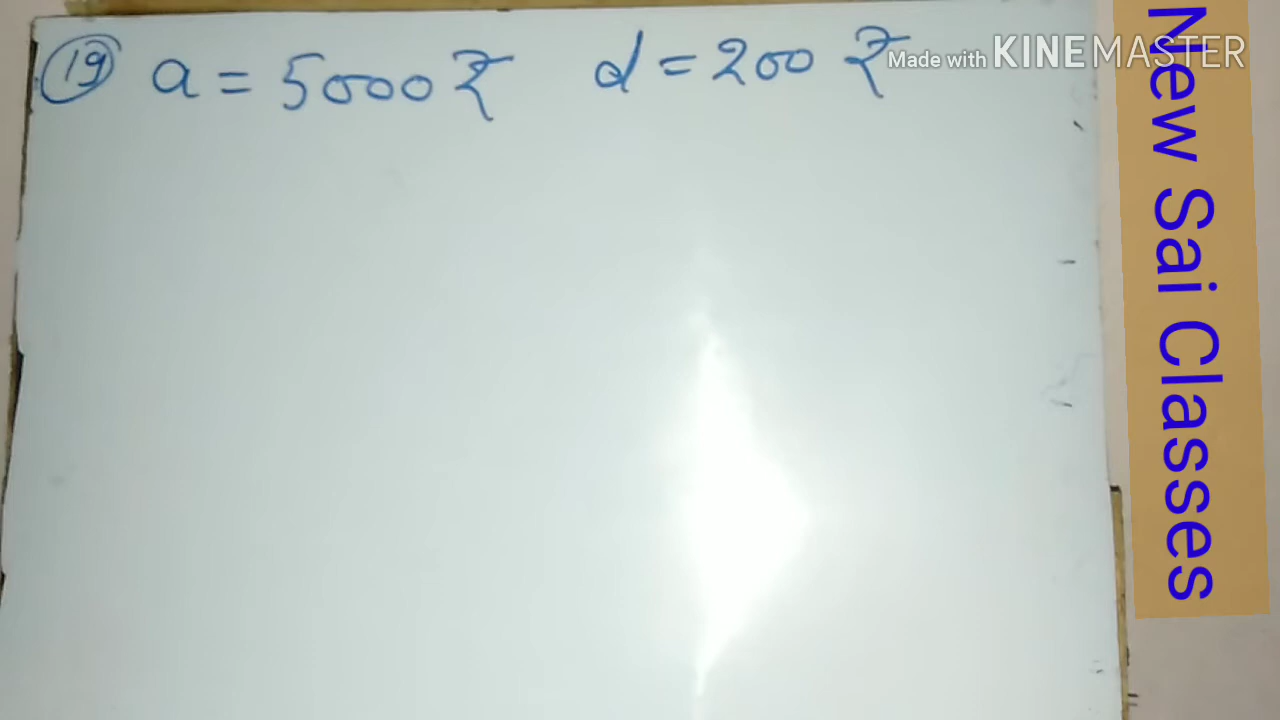 19 a = 5000 ₹ d = 200 ₹
Made with KINEMASTER
New Sai Classes